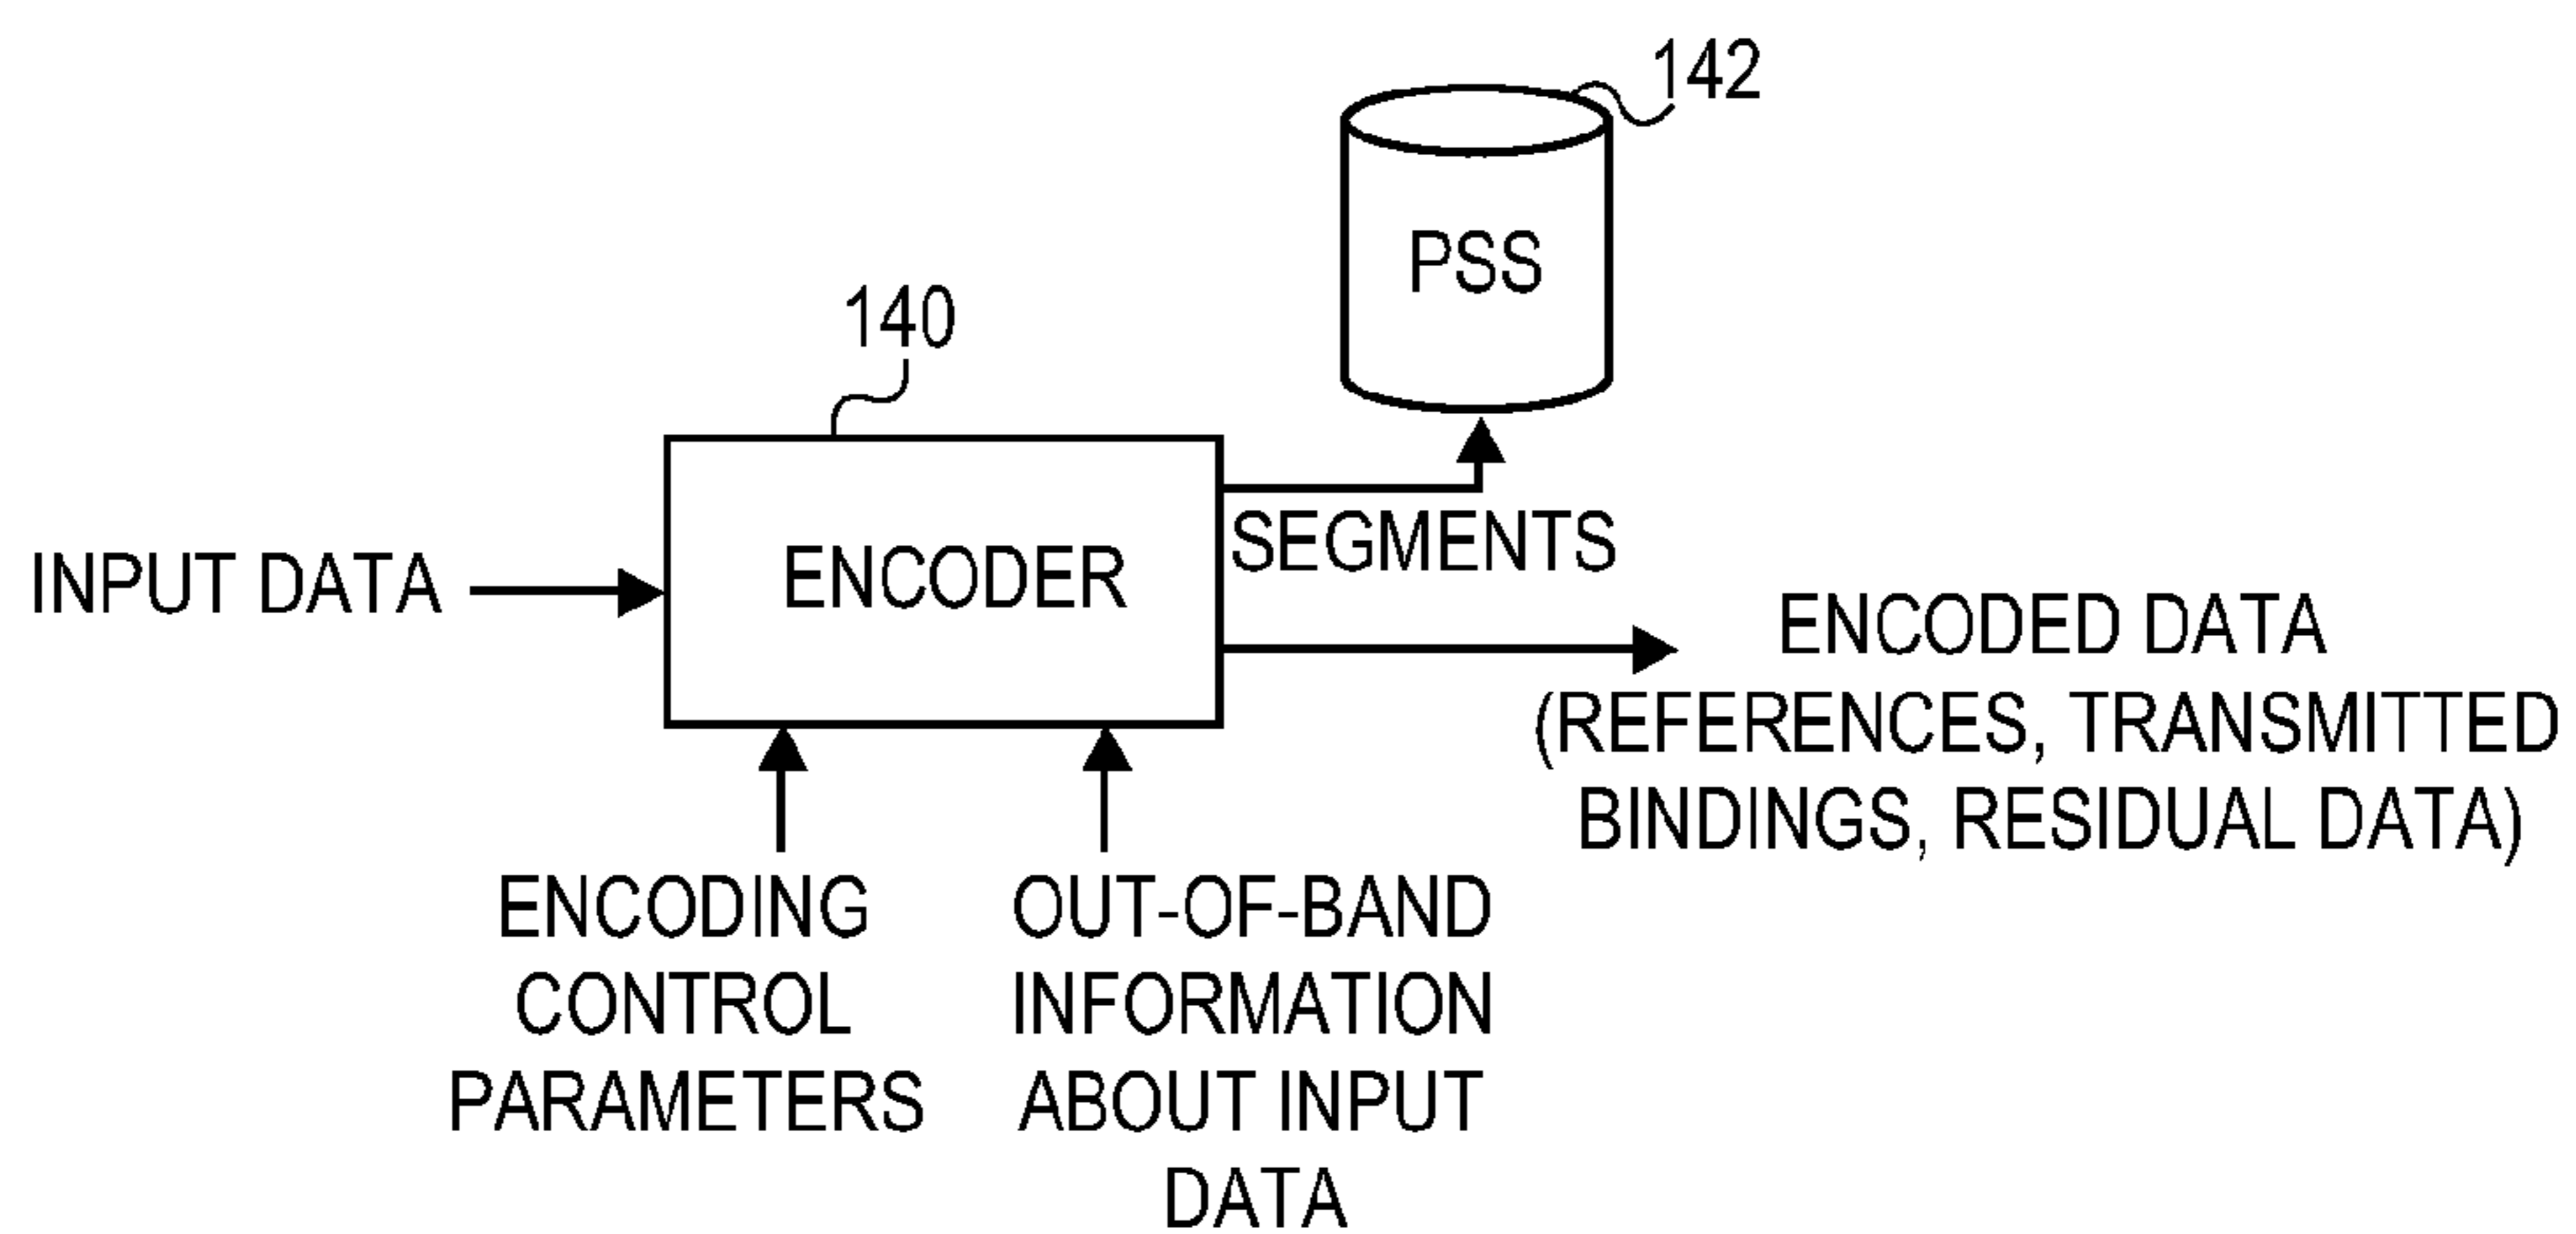 142
PSS
140
ENCODER
SEGMENTS
INPUT DATA
ENCODED DATA
(REFERENCES, TRANSMITTED
BINDINGS, RESIDUAL DATA)
ENCODING
CONTROL
PARAMETERS
OUT-OF-BAND
INFORMATION
ABOUT INPUT
DATA